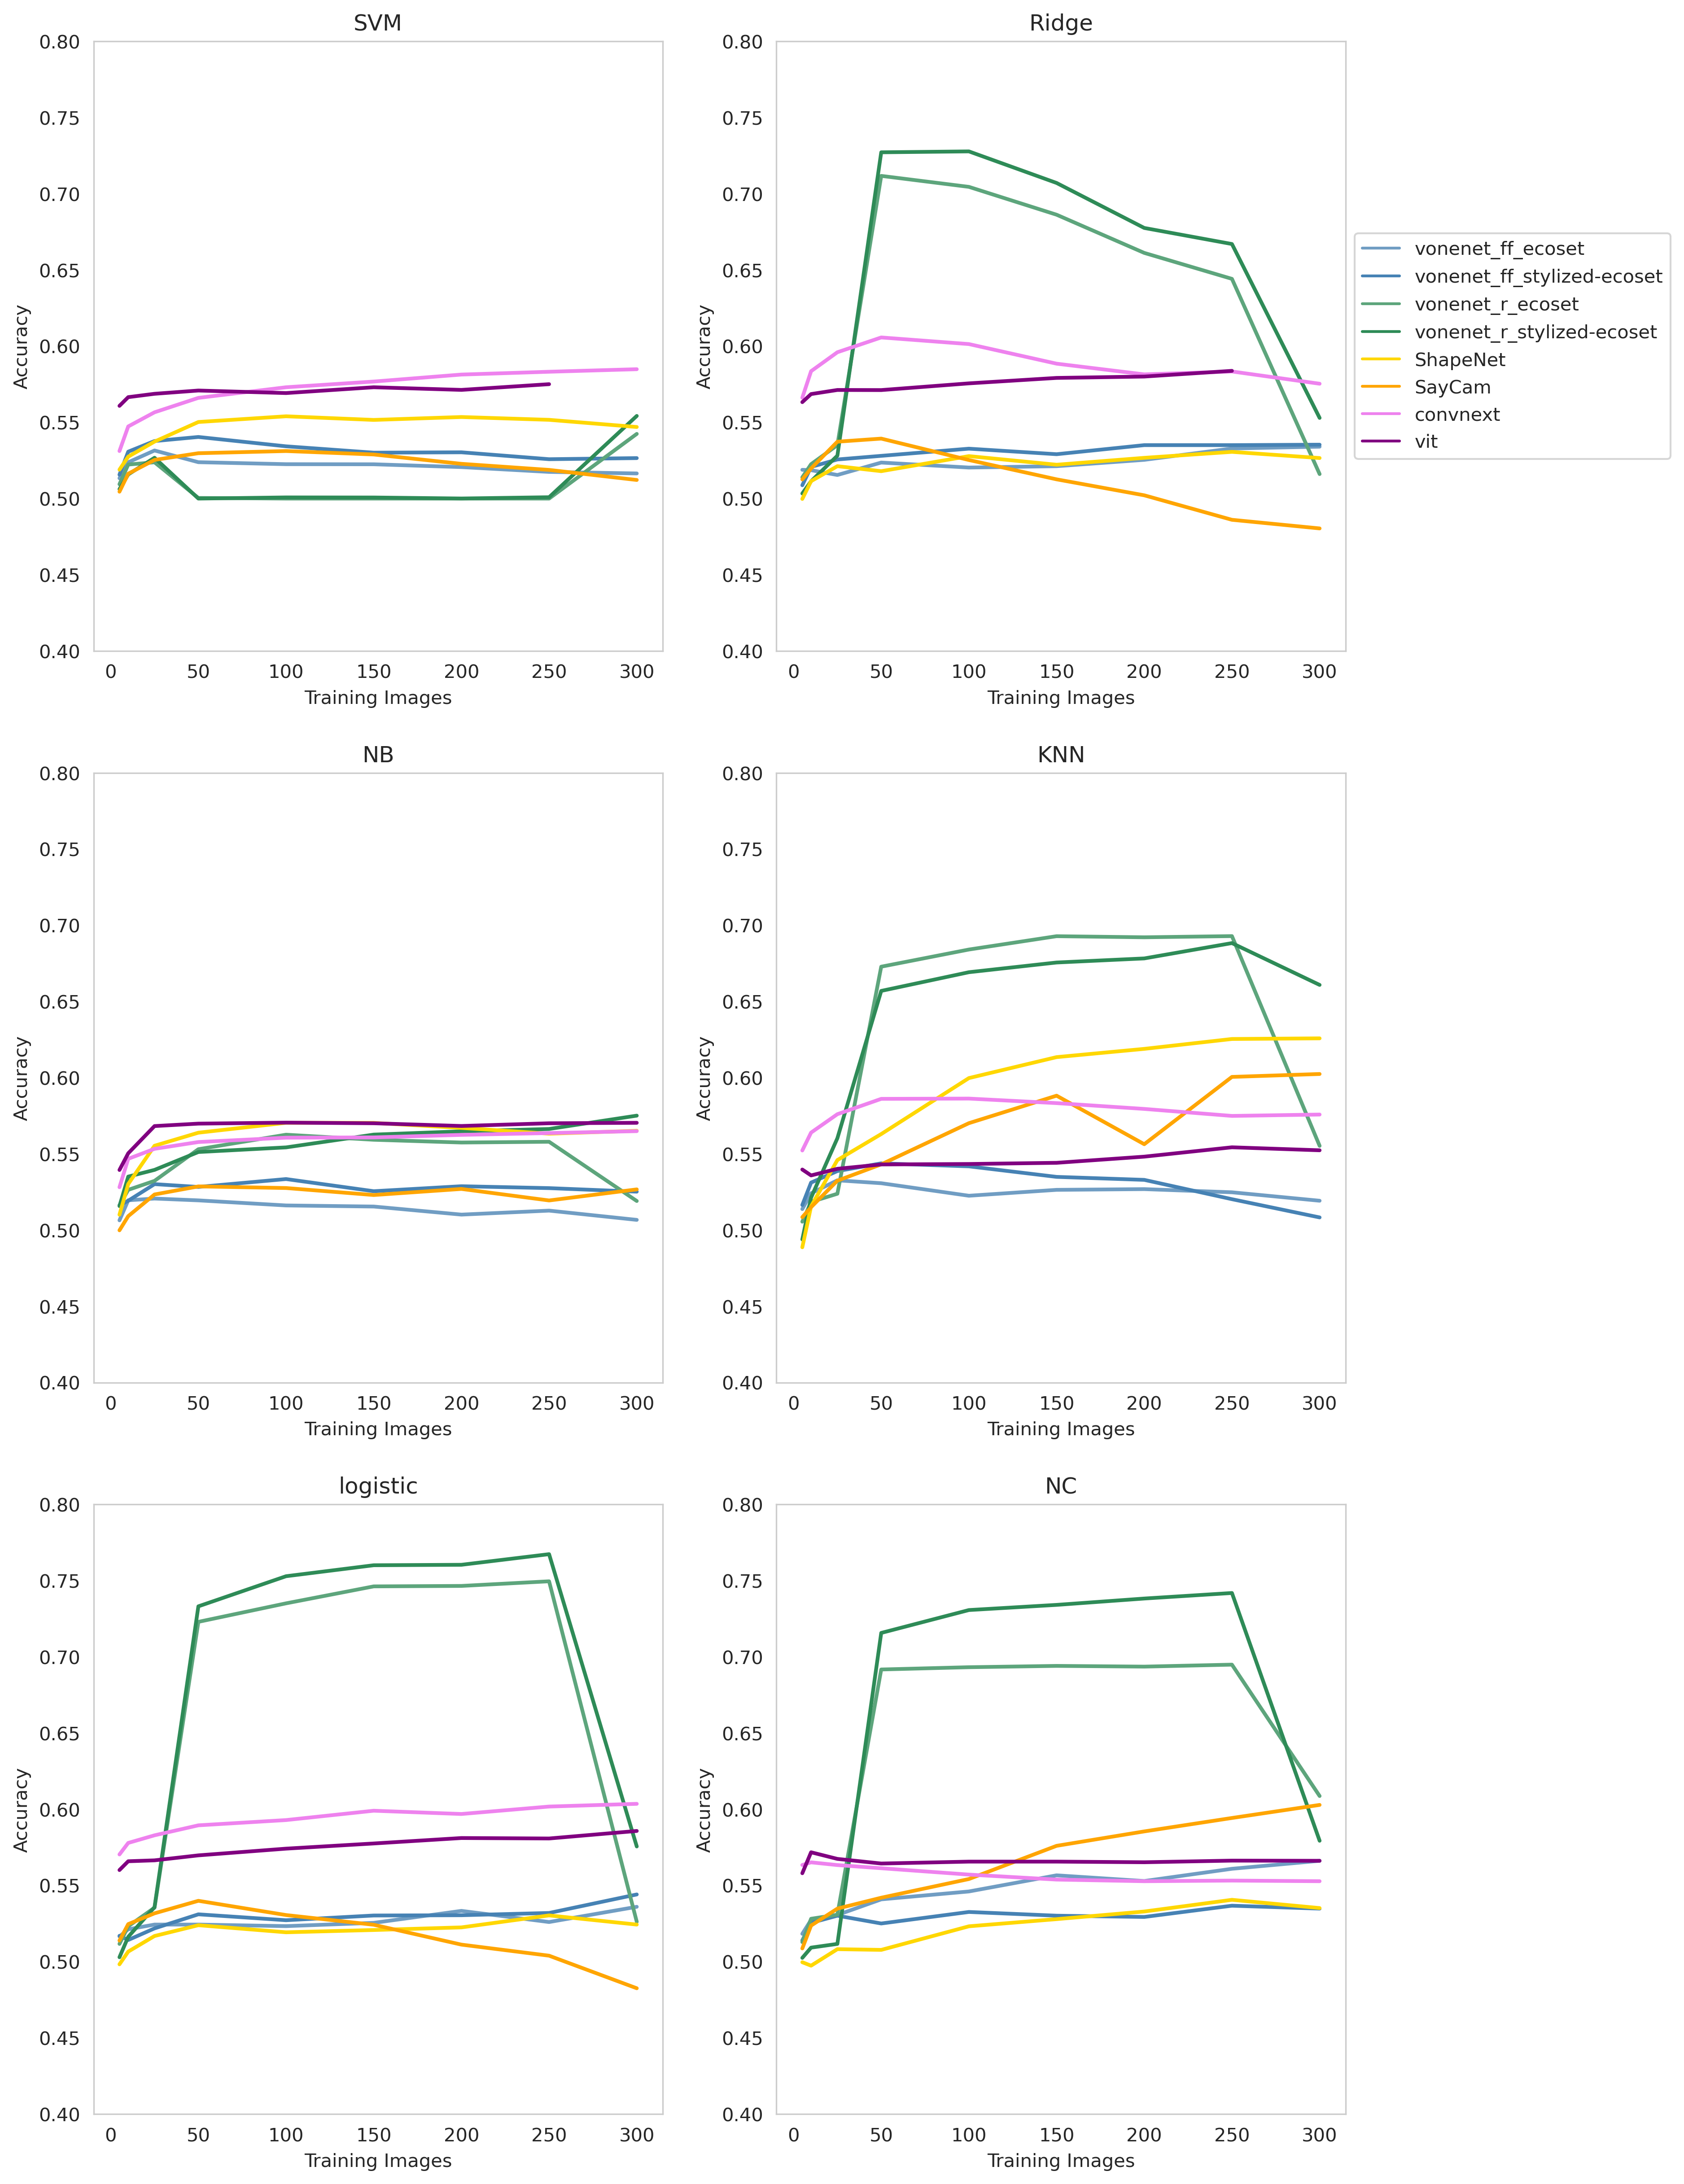 SVM
0.80
0.75
0.70
0.65
0.60
0.55
0.50
0.45
0.40
Accuracy
0 50 100 150 200 250 300
Training Images
Ridge
0.80
0.75
0.70
0.65
0.60
0.55
0.50
0.45
0.40
Accuracy
0 50 100 150 200 250 300
Training Images
vonenet_ff_ecoset
vonenet_ff_stylized-ecoset
vonenet_r_ecoset
vonenet_r_stylized-ecoset
ShapeNet
SayCam
convnext
vit
NB
0.80
0.75
0.70
0.65
0.60
0.55
0.50
0.45
0.40
Accuracy
0 50 100 150 200 250 300
Training Images
KNN
0.80
0.75
0.70
0.65
0.60
0.55
0.50
0.45
0.40
Accuracy
0 50 100 150 200 250 300
Training Images
logistic
0.80
0.75
0.70
0.65
0.60
0.55
0.50
0.45
0.40
Accuracy
0 50 100 150 200 250 300
Training Images
NC
0.80
0.75
0.70
0.65
0.60
0.55
0.50
0.45
0.40
Accuracy
0 50 100 150 200 250 300
Training Images